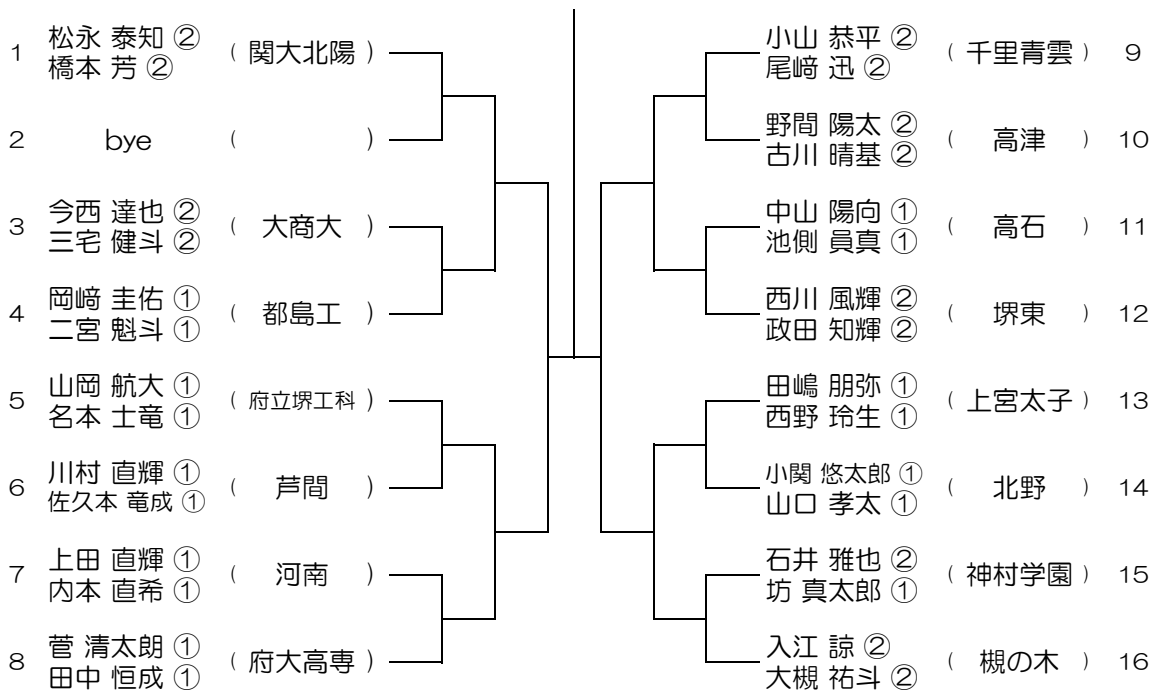 1 松永 泰知 ② ( 関大北陽 )
橋本 芳 ②
2 bye ( )
3 今西 達也 ② ( 大商大 )
三宅 健斗 ②
4 岡﨑 圭佑 ① ( 都島工 )
二宮 魁斗 ①
5 山岡 航大 ① ( 府立堺工科 )
名本 士竜 ①
6 川村 直輝 ① ( 芦間 )
佐久本 竜成 ①
7 上田 直輝 ① ( 河南 )
内本 直希 ①
8 菅 清太朗 ① ( 府大高専 )
田中 恒成 ①
小山 恭平 ② ( 千里青雲 ) 9
尾﨑 迅 ②
野間 陽太 ② ( 高津 ) 10
古川 晴基 ②
中山 陽向 ① ( 高石 ) 11
池側 員真 ①
西川 風輝 ② ( 堺東 ) 12
政田 知輝 ②
田嶋 朋弥 ① ( 上宮太子 ) 13
西野 玲生 ①
小関 悠太郎 ① ( 北野 ) 14
山口 孝太 ①
石井 雅也 ② ( 神村学園 ) 15
坊 真太郎 ①
入江 諒 ② ( 槻の木 ) 16
大槻 祐斗 ②